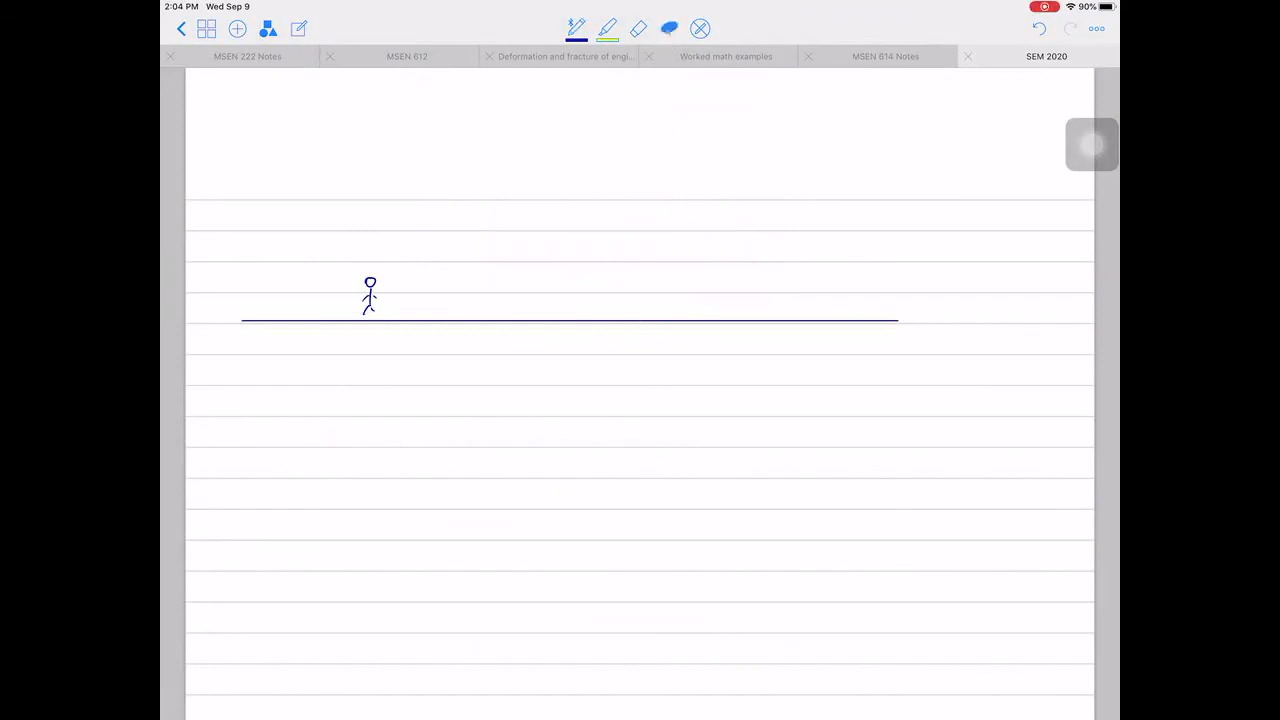 2:04 PM Wed Sep 9 90%
MSEN 222 Notes MSEN 612 Deformation and fracture of engi... Worked math examples MSEN 614 Notes SEM 2020